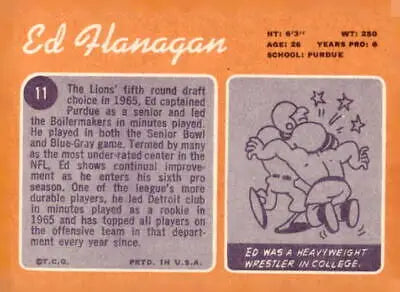 Ed Flanagan
HT: 6'3" WT: 250
AGE: 26 YEARS PRO: 6
SCHOOL: PURDUE
11
The Lions' fifth round draft
choice in 1965, Ed captained
Purdue as a senior and led
the Boilermakers in minutes played.
He played in both the Senior Bowl
and Blue-Gray game. Termed by many
as the most under-rated center in the
NFL, Ed shows continual improve-
ment as he enters his sixth pro
season. One of the league's more
durable players, he led Detroit club
in minutes played as a rookie in
1965 and has topped all players on
the offensive team in that depart-
ment every year since.
©T.C.G. PRTD. IN U.S.A.
ED WAS A HEAVYWEIGHT
WRESTLER IN COLLEGE.